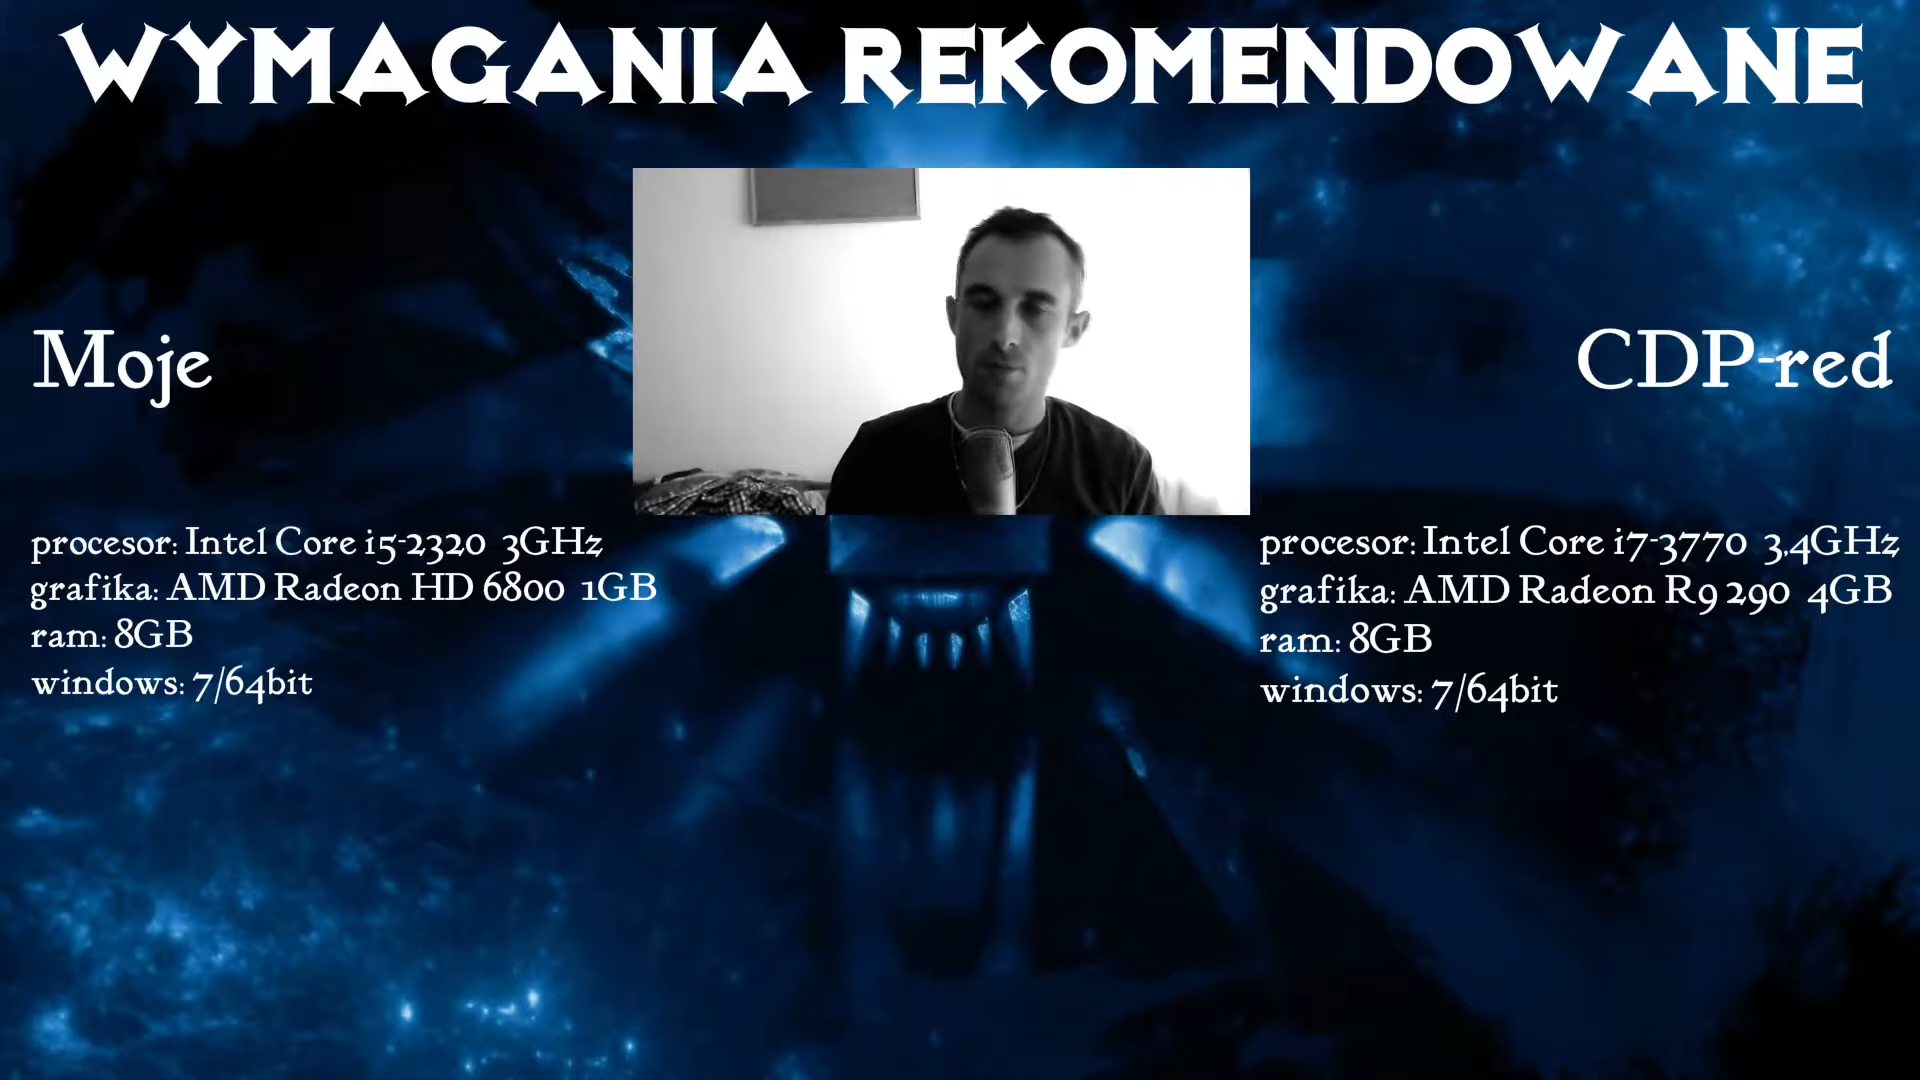 WYMAGANIA REKOMENDOWANE
Moje
procesor: Intel Core i5-2320 3GHz
grafika: AMD Radeon HD 6800 1GB
ram: 8GB
windows: 7/64bit
CDP-red
procesor: Intel Core i7-3770 3,4GHz
grafika: AMD Radeon R9 290 4GB
ram: 8GB
windows: 7/64bit